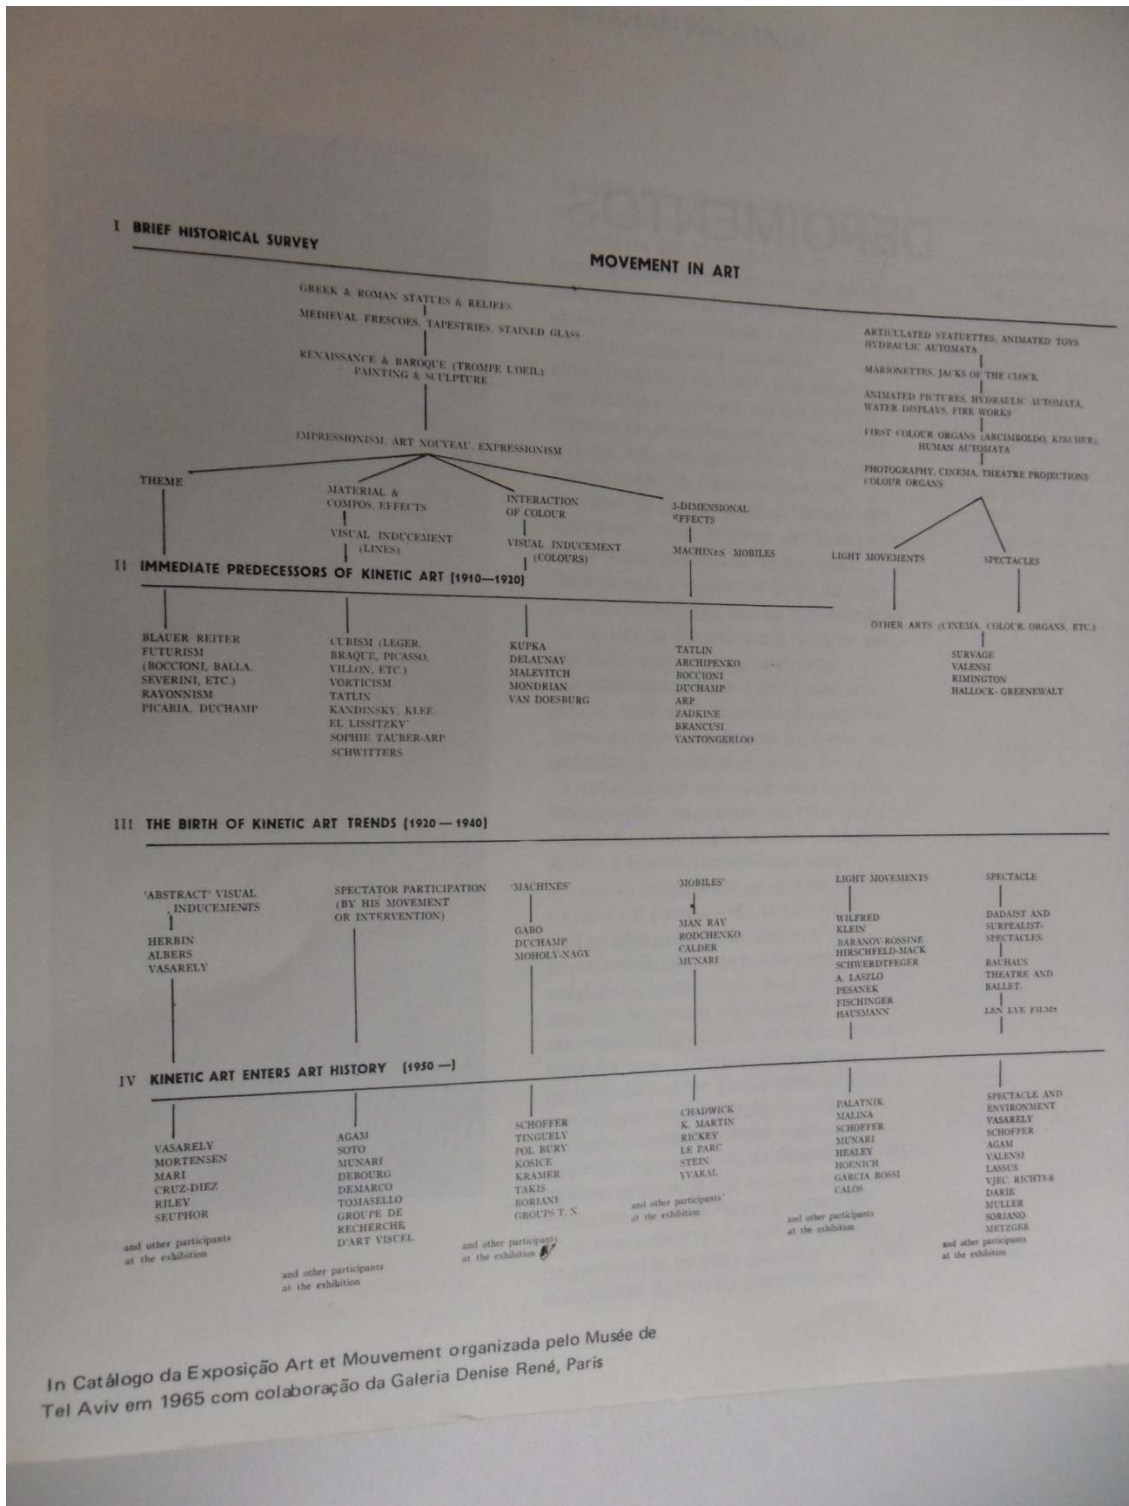 I BRIEF HISTORICAL SURVEY
MOVEMENT IN ART
GREEK & ROMAN STATUES & RELIEFS
MEDIEVAL FRESCOES, TAPESTRIES, STAINED GLASS
RENAISSANCE & BAROQUE (TROMPE L'OEIL)
PAINTING & SCULPTURE
IMPRESSIONISM, ART NOUVEAU, EXPRESSIONISM
ARTICULATED STATUETTES, ANIMATED TOYS
HYDRAULIC AUTOMATA
MARIONETTES, JACKS OF THE CLOCK
ANIMATED PICTURES, HYDRAULIC AUTOMATA,
WATER DISPLAYS, FIRE WORKS
FIRST COLOUR ORGANS (ARCIMBOLDO, KIRCHER),
HUMAN AUTOMATA
PHOTOGRAPHY, CINEMA, THEATRE PROJECTIONS
COLOUR ORGANS
THEME
MATERIAL &
COMPOS. EFFECTS
VISUAL INDUCEMENT
(LINES)
INTERACTION
OF COLOUR
VISUAL INDUCEMENT
(COLOURS)
3-DIMENSIONAL
EFFECTS
MACHINES MOBILES
LIGHT MOVEMENTS
SPECTACLES
II IMMEDIATE PREDECESSORS OF KINETIC ART (1910—1920)
BLAUER REITER
FUTURISM
(BOCCIONI, BALLA,
SEVERINI, ETC.)
RAYONNISM
PICABIA, DUCHAMP
CUBISM (LEGER,
BRAQUE, PICASSO,
VILLON, ETC.)
VORTICISM
TATLIN
KANDINSKY, KLEE
EL LISSITZKY'
SOPHIE TAUBER-ARP
SCHWITTERS
KUPKA
DELAUNAY
MALEVITCH
MONDRIAN
VAN DOESBURG
TATLIN
ARCHIPENKO
BOCCIONI
DUCHAMP
ARP
ZADKINE
BRANCUSI
VANTONGERLOO
OTHER ARTS (CINEMA, COLOUR, ORGANS, ETC.)
SURVAGE
VALENSI
RIMINGTON
HALLOCK- GREENEWALT
III THE BIRTH OF KINETIC ART TRENDS (1920 — 1940)
'ABSTRACT' VISUAL
INDUCEMENTS
HERBIN
ALBERS
VASARELY
SPECTATOR PARTICIPATION
(BY HIS MOVEMENT
OR INTERVENTION)
'MACHINES'
GABO
DUCHAMP
MOHOLY-NAGY
'MOBILES'
MAN RAY
RODCHENKO
CALDER
MUNARI
LIGHT MOVEMENTS
WILFRED
KLEIN
BARANOV-ROSSINE
HIRSCHFELD-MACK
SCHWERDTFEGER
A. LASZLO
PESANEK
FISCHINGER
HAUSMANN
SPECTACLE
DADAIST AND
SURPEALIST-
SPECTACLES,
BAUHAUS
THEATRE AND
BALLET.
LEN LYE FILMS
IV KINETIC ART ENTERS ART HISTORY (1950 —)
VASARELY
MORTENSEN
MARI
CRUZ-DIEZ
RILEY
SEUPHOR
and other participants
at the exhibition
AGAM
SOTO
MUNARI
DEBOURG
DEMARCO
TOMASELLO
GROUPE DE
RECHERCHE
D'ART VISUEL
and other participants
at the exhibition
SCHOFFER
TINGUELY
POL BURY
KOSICE
KRAMER
TAKIS
BORIANI
GROUPS T. N.
and other participants
at the exhibition
CHADWICK
K. MARTIN
RICKEY
LE PARC
STEIN
YVARAL
and other participants'
at the exhibition
PALATNIK
MALINA
SCHOFFER
MUNARI
HEALEY
HOENICH
GARCIA ROSSI
CALOS
and other participants
at the exhibition
SPECTACLE AND
ENVIRONMENT
VASARELY
SCHOFFER
AGAM
VALENSI
LASSUS
VJEC. RICHTER
DARIE
MULLER
SORIANO
METZGER
and other participants
at the exhibition
In Catálogo da Exposição Art et Mouvement organizada pelo Musée de
Tel Aviv em 1965 com colaboração da Galeria Denise René, Paris